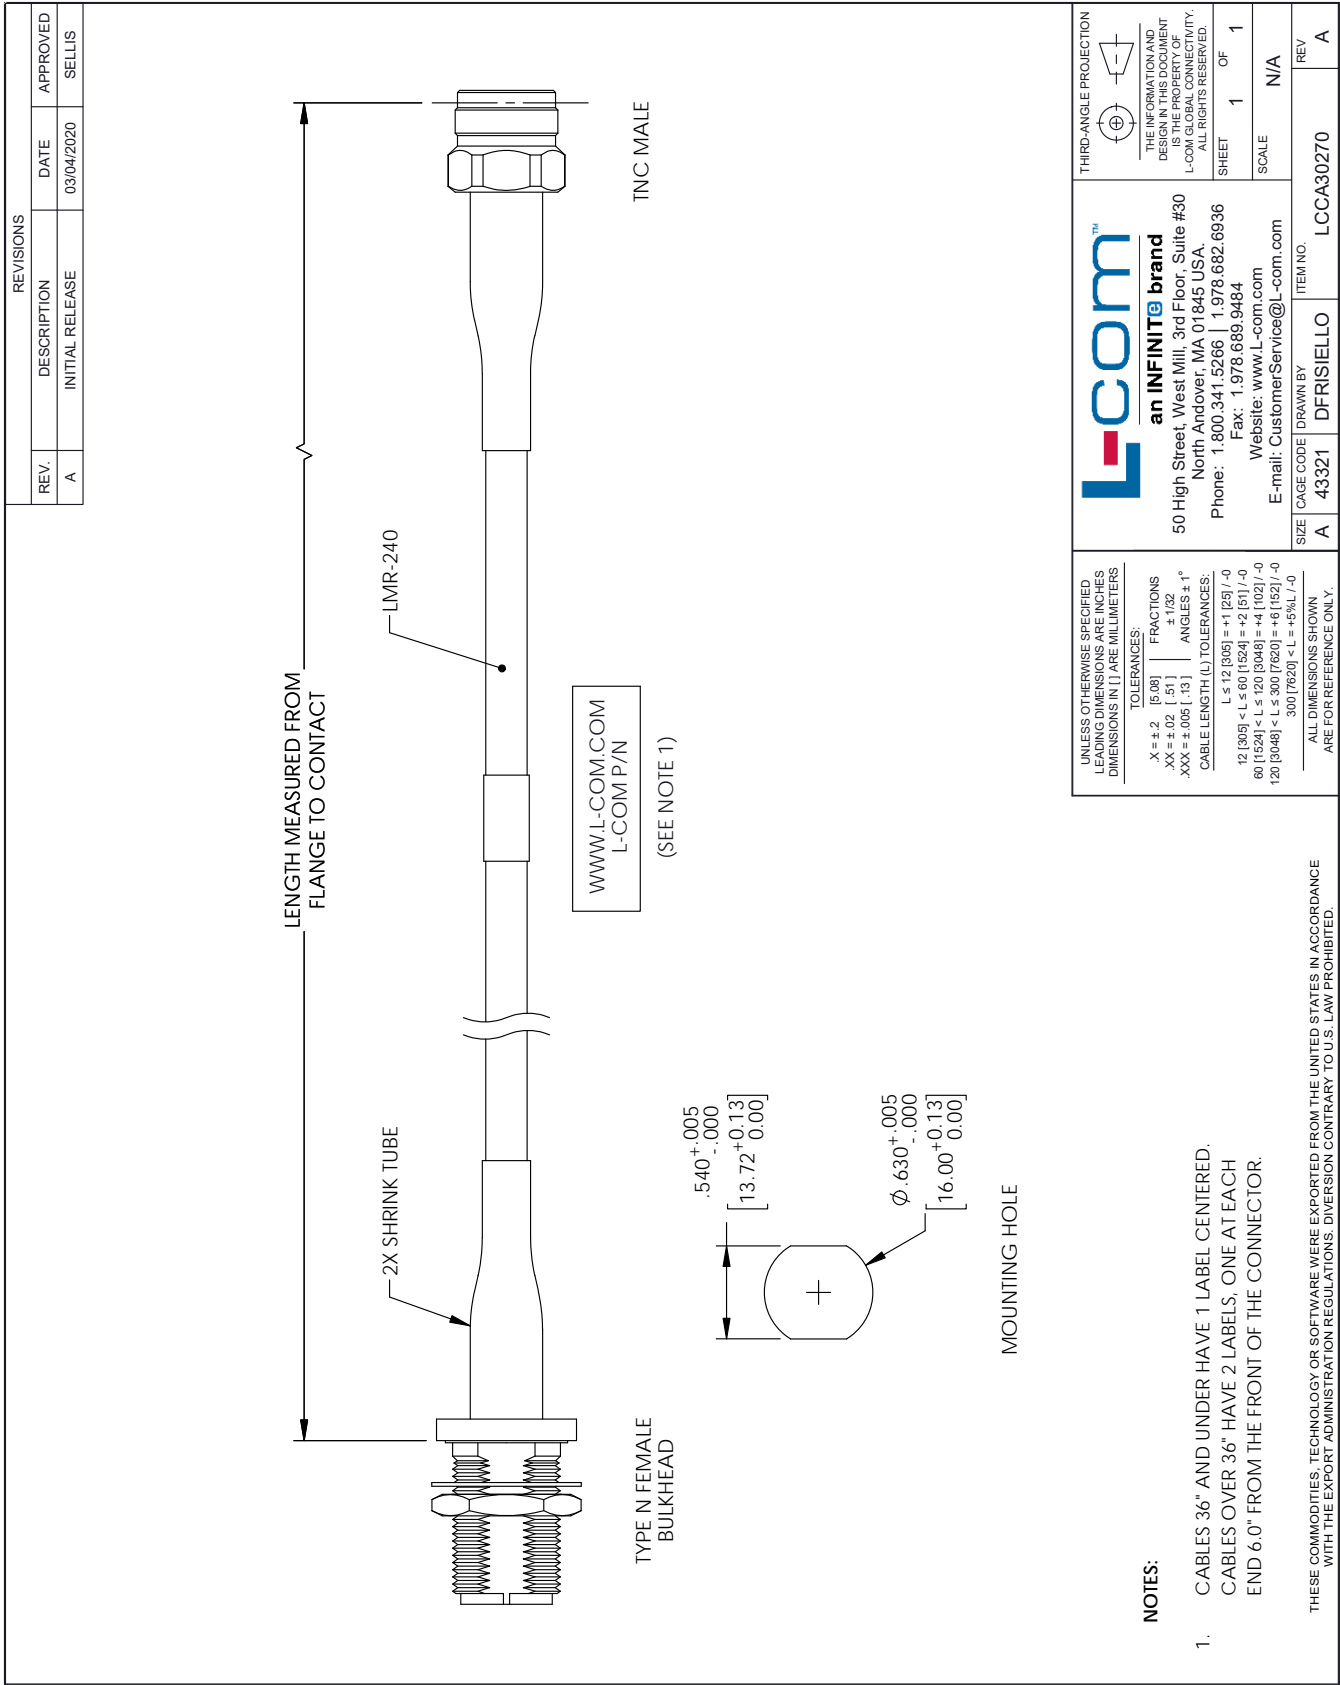 REVISIONS
REV. DESCRIPTION DATE APPROVED
A INITIAL RELEASE 03/04/2020 SELLIS
LENGTH MEASURED FROM
FLANGE TO CONTACT
2X SHRINK TUBE
LMR-240
WWW.L-COM.COM
L-COM P/N
(SEE NOTE 1)
TYPE N FEMALE
BULKHEAD
TNC MALE
.540 +.005
-.000
[13.72 +0.13
0.00]
Ø.630 +.005
-.000
[16.00 +0.13
0.00]
MOUNTING HOLE
NOTES:
1. CABLES 36" AND UNDER HAVE 1 LABEL CENTERED.
CABLES OVER 36" HAVE 2 LABELS, ONE AT EACH
END 6.0" FROM THE FRONT OF THE CONNECTOR.
THESE COMMODITIES, TECHNOLOGY OR SOFTWARE WERE EXPORTED FROM THE UNITED STATES IN ACCORDANCE
WITH THE EXPORT ADMINISTRATION REGULATIONS. DIVERSION CONTRARY TO U.S. LAW PROHIBITED.
UNLESS OTHERWISE SPECIFIED
LEADING DIMENSIONS ARE INCHES
DIMENSIONS IN [ ] ARE MILLIMETERS
TOLERANCES:
.X = ±.2 [5.08] FRACTIONS
.XX = ±.02 [ .51 ] ± 1/32
.XXX = ±.005 [ .13 ] ANGLES ± 1°
CABLE LENGTH (L) TOLERANCES:
L ≤ 12 [305] = +1 [25] / -0
12 [305] < L ≤ 60 [1524] = +2 [51] / -0
60 [1524] < L ≤ 120 [3048] = +4 [102] / -0
120 [3048] < L ≤ 300 [7620] = +6 [152] / -0
300 [7620] < L = +5%L / -0
ALL DIMENSIONS SHOWN
ARE FOR REFERENCE ONLY.
L-com™
an INFINITe brand
50 High Street, West Mill, 3rd Floor, Suite #30
North Andover, MA 01845 USA.
Phone: 1.800.341.5266 | 1.978.682.6936
Fax: 1.978.689.9484
Website: www.L-com.com
E-mail: CustomerService@L-com.com
THIRD-ANGLE PROJECTION
THE INFORMATION AND
DESIGN IN THIS DOCUMENT
IS THE PROPERTY OF
L-COM GLOBAL CONNECTIVITY.
ALL RIGHTS RESERVED.
SHEET 1 OF 1
SCALE N/A
SIZE A
CAGE CODE 43321
DRAWN BY DFRISIELLO
ITEM NO. LCCA30270
REV A